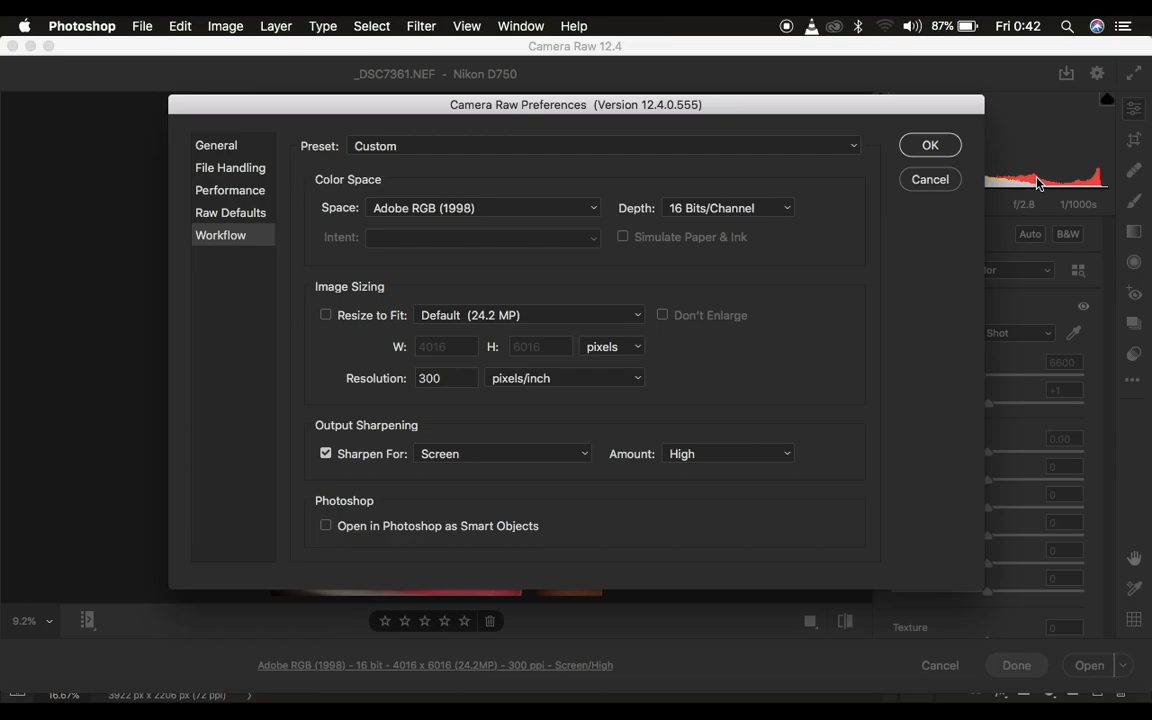 Photoshop File Edit Image Layer Type Select Filter View Window Help 87% Fri 0:42
Camera Raw 12.4
_DSC7361.NEF - Nikon D750
Camera Raw Preferences (Version 12.4.0.555)
General
File Handling
Performance
Raw Defaults
Workflow
Preset: Custom
Color Space
Space: Adobe RGB (1998) Depth: 16 Bits/Channel
Intent: Simulate Paper & Ink
Image Sizing
Resize to Fit: Default (24.2 MP) Don't Enlarge
W: 4016 H: 6016 pixels
Resolution: 300 pixels/inch
Output Sharpening
Sharpen For: Screen Amount: High
Photoshop
Open in Photoshop as Smart Objects
OK
Cancel
f/2.8 1/1000s
Auto B&W
lor
Shot
6600
+1
0.00
0
0
0
0
0
Texture 0
9.2%
Adobe RGB (1998) - 16 bit - 4016 x 6016 (24.2MP) - 300 ppi - Screen/High
Cancel Done Open
16.67% 3922 px x 2206 px (72 ppi)